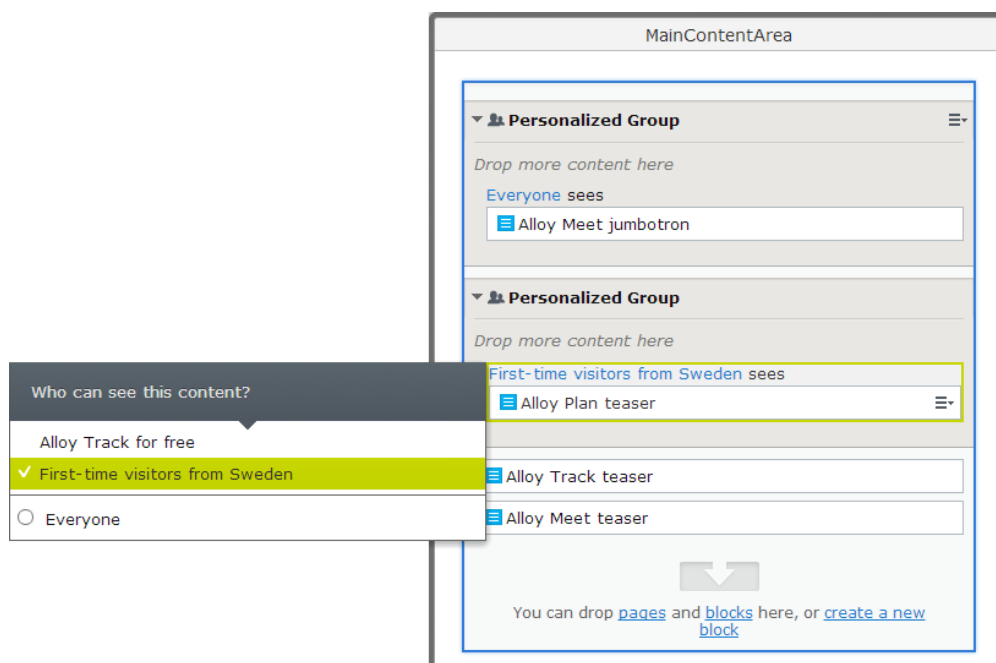 MainContentArea
Personalized Group
Drop more content here
Everyone sees
Alloy Meet jumbotron
Personalized Group
Drop more content here
First-time visitors from Sweden sees
Alloy Plan teaser
Who can see this content?
Alloy Track for free
First-time visitors from Sweden
Everyone
Alloy Track teaser
Alloy Meet teaser
You can drop pages and blocks here, or create a new
block